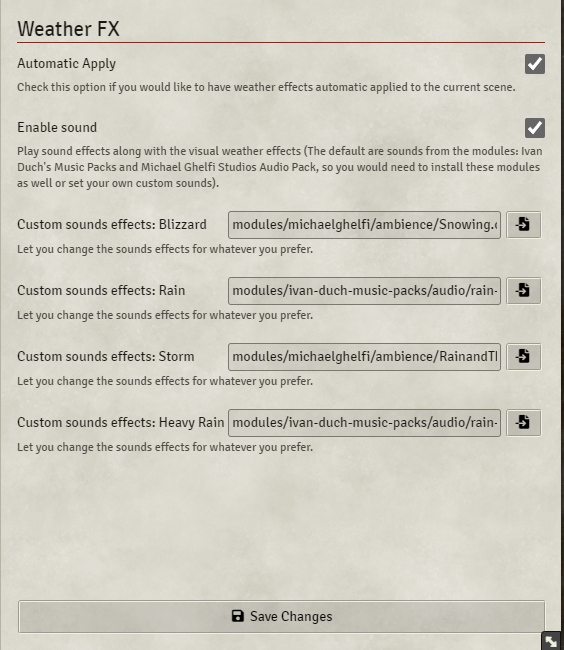 Weather FX
Automatic Apply
Check this option if you would like to have weather effects automatic applied to the current scene.
Enable sound
Play sound effects along with the visual weather effects (The default are sounds from the modules: Ivan
Duch's Music Packs and Michael Ghelfi Studios Audio Pack, so you would need to install these modules
as well or set your own custom sounds).
Custom sounds effects: Blizzard modules/michaelghelfi/ambience/Snowing.o
Let you change the sounds effects for whatever you prefer.
Custom sounds effects: Rain modules/ivan-duch-music-packs/audio/rain-
Let you change the sounds effects for whatever you prefer.
Custom sounds effects: Storm modules/michaelghelfi/ambience/RainandTl
Let you change the sounds effects for whatever you prefer.
Custom sounds effects: Heavy Rain modules/ivan-duch-music-packs/audio/rain-
Let you change the sounds effects for whatever you prefer.
Save Changes